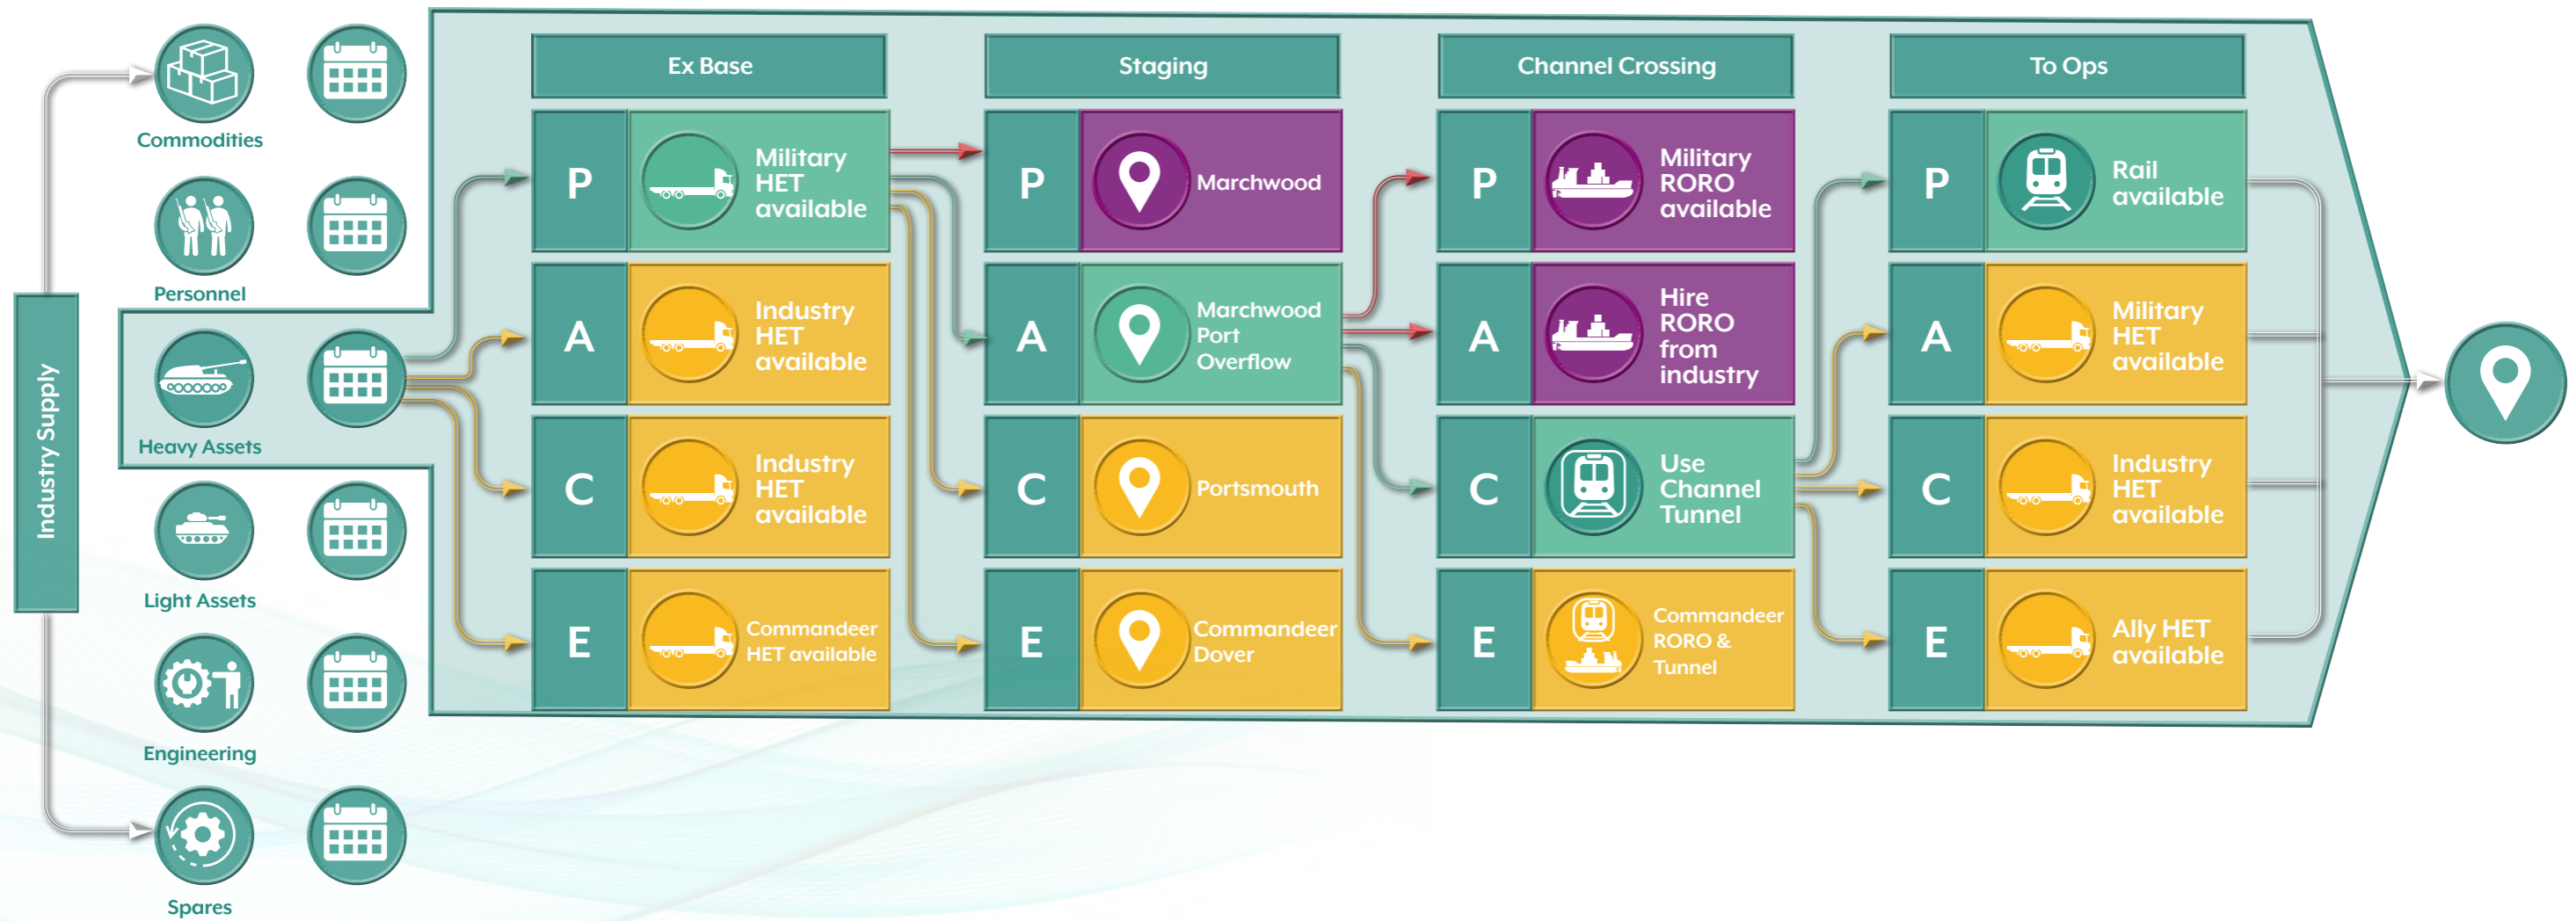 Industry Supply
Commodities
Personnel
Heavy Assets
Light Assets
Engineering
Spares
Ex Base
P
Military
HET
available
A
Industry
HET
available
C
Industry
HET
available
E
Commandeer
HET available
Staging
P
Marchwood
A
Marchwood
Port
Overflow
C
Portsmouth
E
Commandeer
Dover
Channel Crossing
P
Military
RORO
available
A
Hire
RORO
from
industry
C
Use
Channel
Tunnel
E
Commandeer
RORO &
Tunnel
To Ops
P
Rail
available
A
Military
HET
available
C
Industry
HET
available
E
Ally HET
available